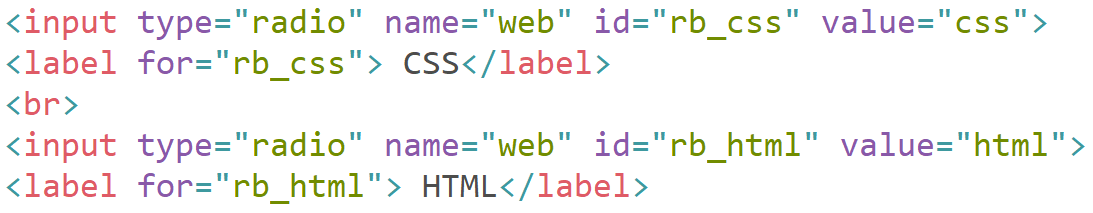 <input type="radio" name="web" id="rb_css" value="css">
<label for="rb_css"> CSS</label>
<br>
<input type="radio" name="web" id="rb_html" value="html">
<label for="rb_html"> HTML</label>